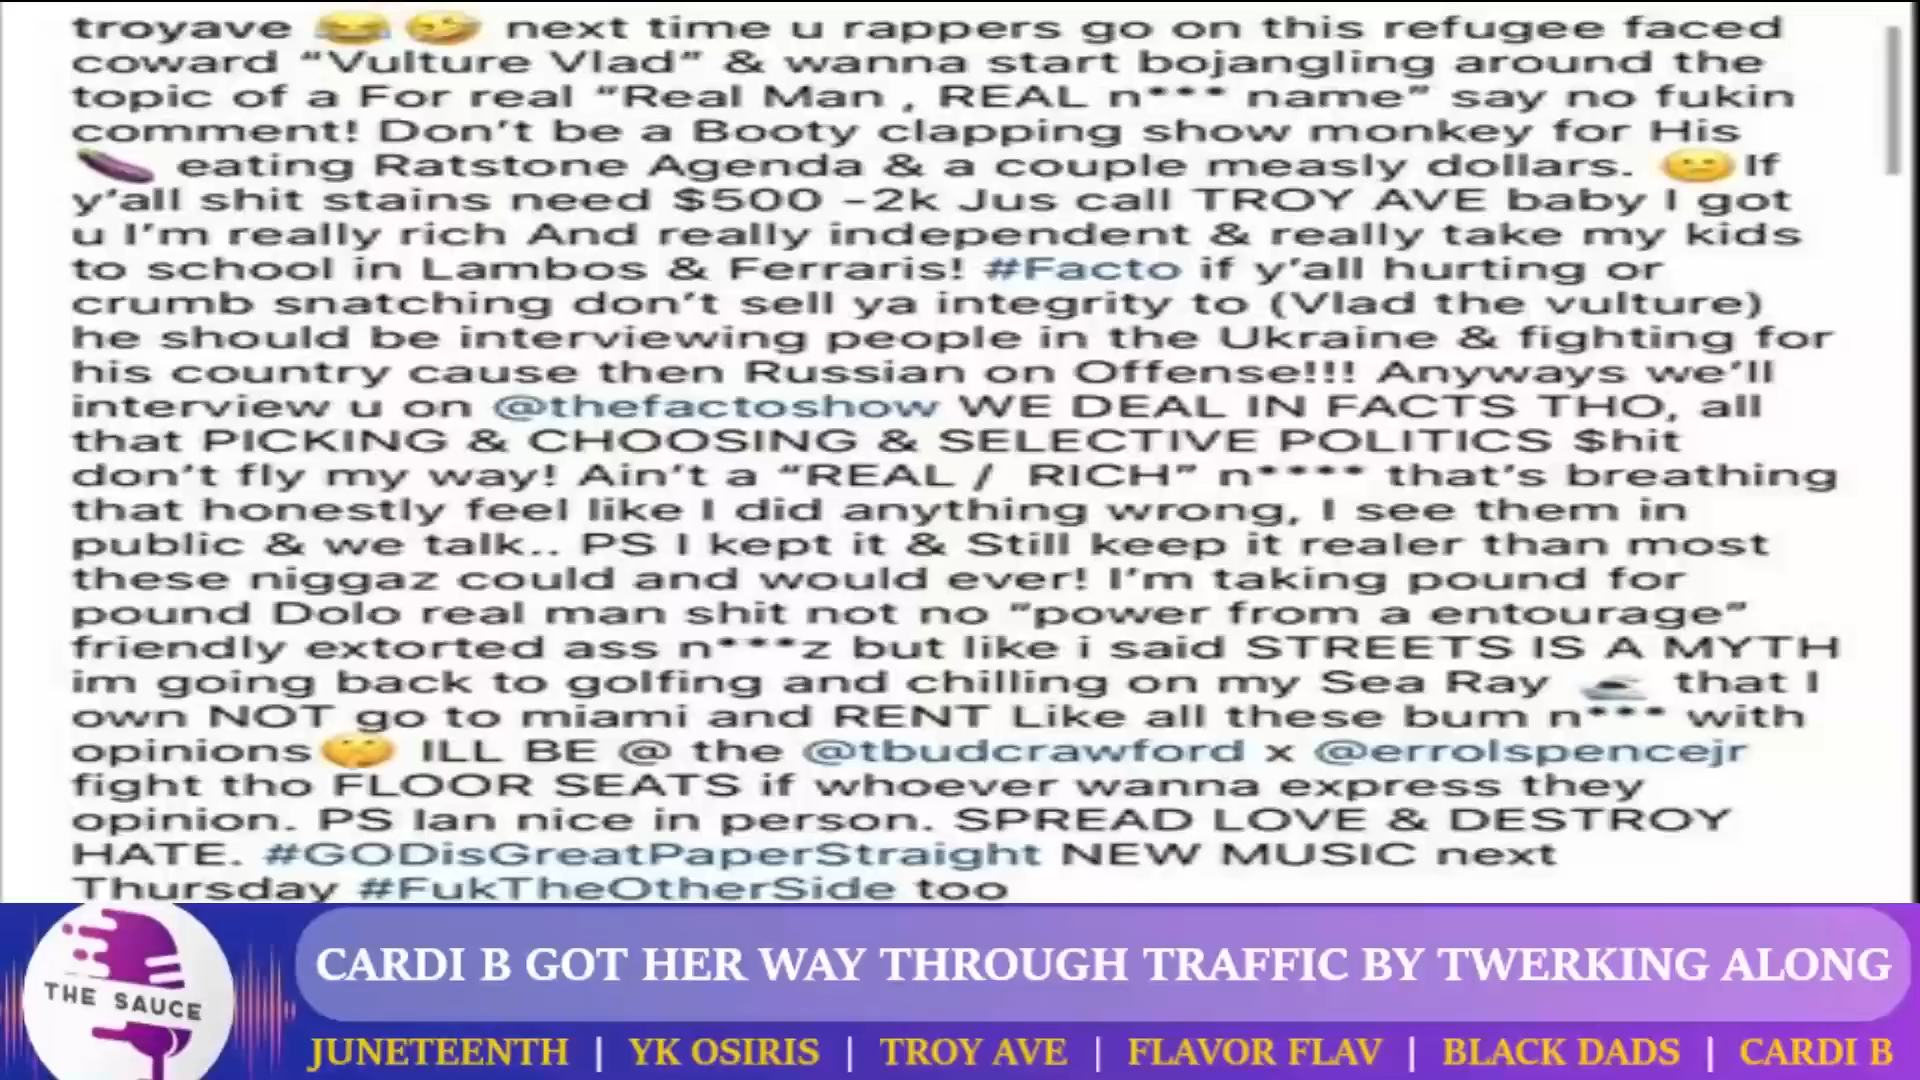 troyave 😂🤣 next time u rappers go on this refugee faced
coward “Vulture Vlad” & wanna start bojangling around the
topic of a For real “Real Man , REAL n*** name” say no fukin
comment! Don’t be a Booty clapping show monkey for His
🍆 eating Ratstone Agenda & a couple measly dollars. 🫤If
y’all shit stains need $500 -2k Jus call TROY AVE baby I got
u I’m really rich And really independent & really take my kids
to school in Lambos & Ferraris! #Facto if y’all hurting or
crumb snatching don’t sell ya integrity to (Vlad the vulture)
he should be interviewing people in the Ukraine & fighting for
his country cause then Russian on Offense!!! Anyways we’ll
interview u on @thefactoshow WE DEAL IN FACTS THO, all
that PICKING & CHOOSING & SELECTIVE POLITICS $hit
don’t fly my way! Ain’t a “REAL / RICH” n**** that’s breathing
that honestly feel like I did anything wrong, I see them in
public & we talk.. PS I kept it & Still keep it realer than most
these niggaz could and would ever! I’m taking pound for
pound Dolo real man shit not no “power from a entourage”
friendly extorted ass n***z but like i said STREETS IS A MYTH
im going back to golfing and chilling on my Sea Ray 🛥️ that I
own NOT go to miami and RENT Like all these bum n*** with
opinions🤫 ILL BE @ the @tbudcrawford x @errolspencejr
fight tho FLOOR SEATS if whoever wanna express they
opinion. PS Ian nice in person. SPREAD LOVE & DESTROY
HATE. #GODisGreatPaperStraight NEW MUSIC next
Thursday #FukTheOtherSide too
THE SAUCE
CARDI B GOT HER WAY THROUGH TRAFFIC BY TWERKING ALONG
JUNETEENTH | YK OSIRIS | TROY AVE | FLAVOR FLAV | BLACK DADS | CARDI B